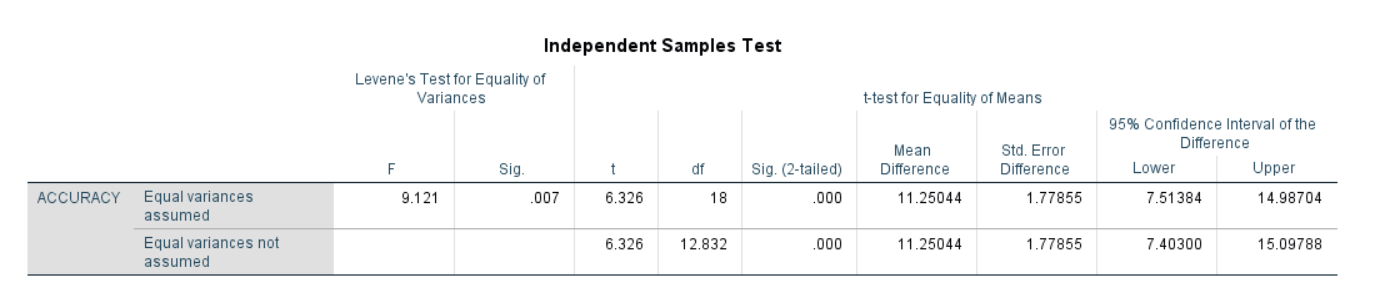 Independent Samples Test
Levene's Test for Equality of
Variances
t-test for Equality of Means
95% Confidence Interval of the
Difference
Mean
Difference
Std. Error
Difference
F Sig. t df Sig. (2-tailed) Lower Upper
ACCURACY Equal variances
assumed 9.121 .007 6.326 18 .000 11.25044 1.77855 7.51384 14.98704
Equal variances not
assumed 6.326 12.832 .000 11.25044 1.77855 7.40300 15.09788